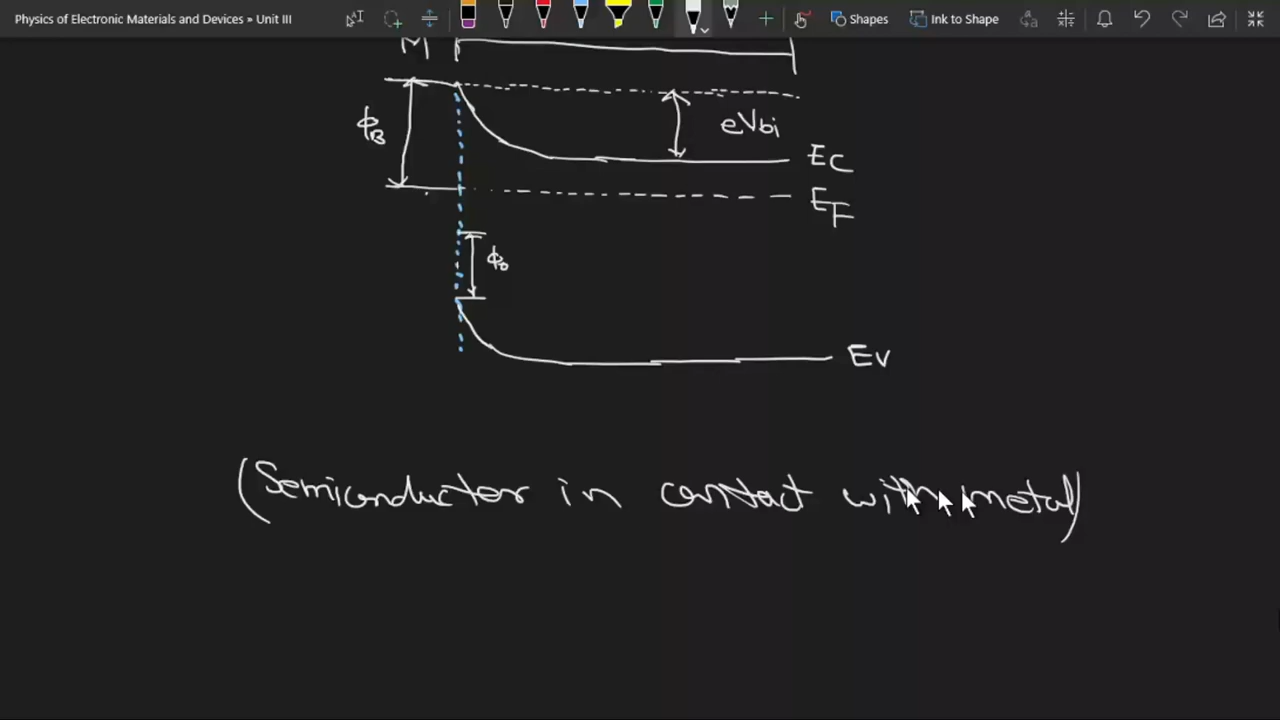 Physics of Electronic Materials and Devices » Unit III
Shapes
Ink to Shape
M
ϕB
eVbi
EC
EF
ϕo
Ev
(Semiconductor in contact with metal)